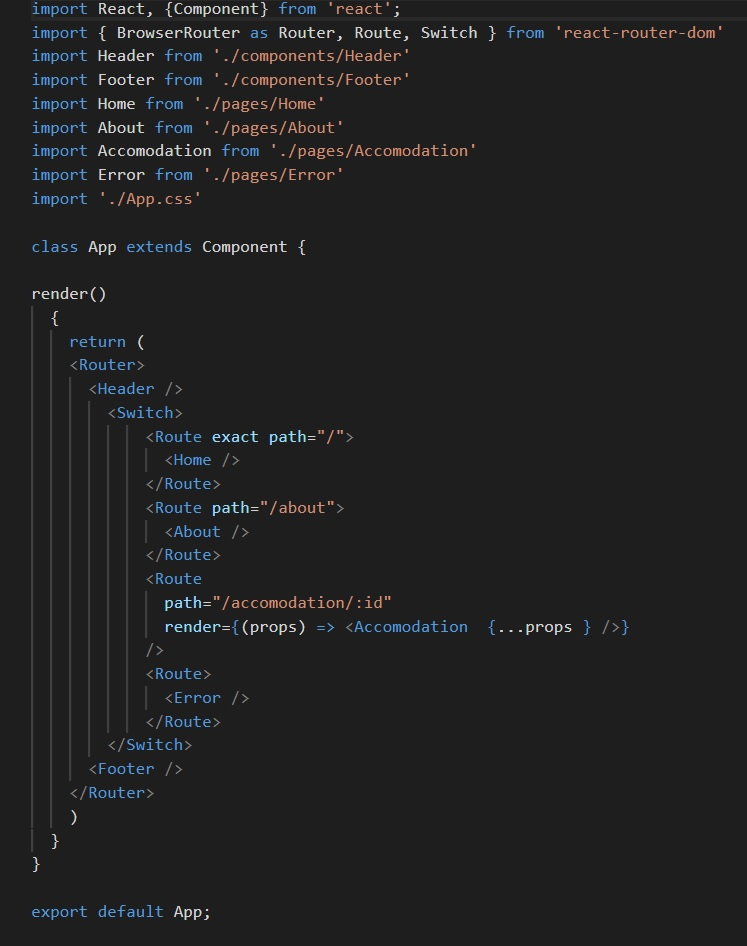 import React, {Component} from 'react';
import { BrowserRouter as Router, Route, Switch } from 'react-router-dom'
import Header from './components/Header'
import Footer from './components/Footer'
import Home from './pages/Home'
import About from './pages/About'
import Accomodation from './pages/Accomodation'
import Error from './pages/Error'
import './App.css'

class App extends Component {

render()
  {
    return (
    <Router>
      <Header />
        <Switch>
            <Route exact path="/">
              <Home />
            </Route>
            <Route path="/about">
              <About />
            </Route>
            <Route
              path="/accomodation/:id"
              render={(props) => <Accomodation  {...props } />}
            />
            <Route>
              <Error />
            </Route>
        </Switch>
      <Footer />
    </Router>
    )
  }
}

export default App;